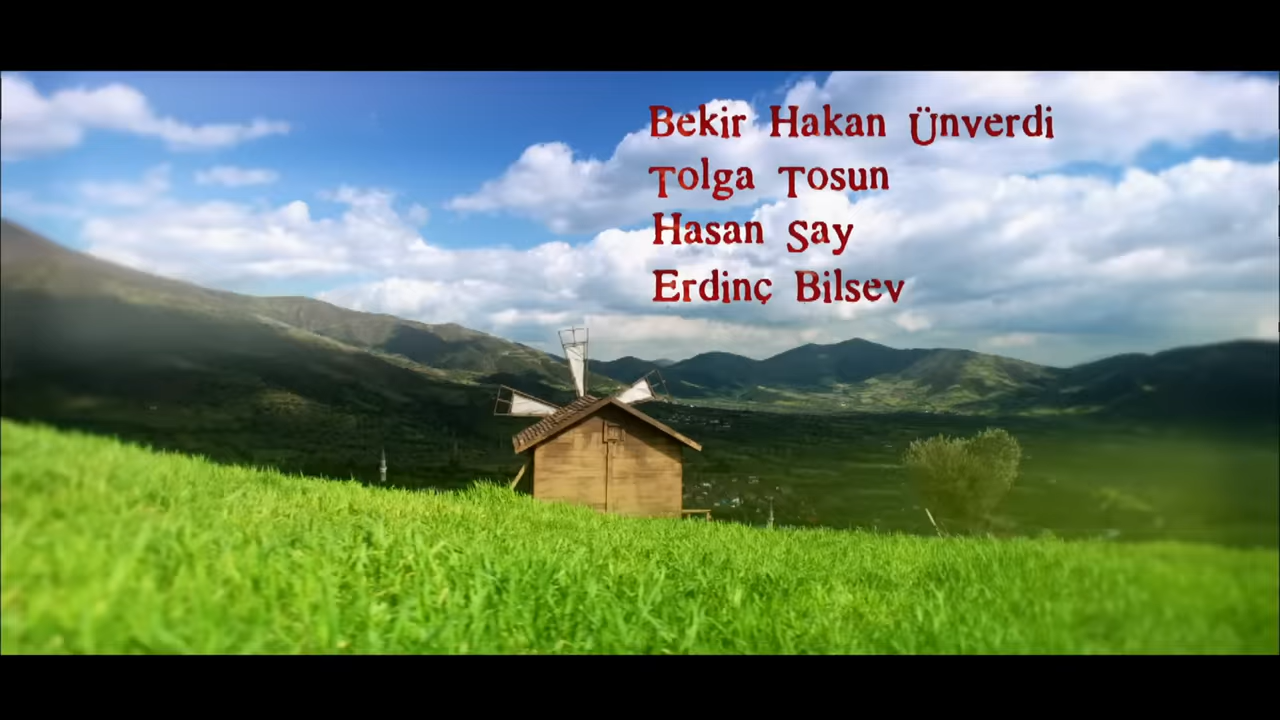 Bekir Hakan Ünverdi
Tolga Tosun
Hasan Say
Erdinç Bilsev